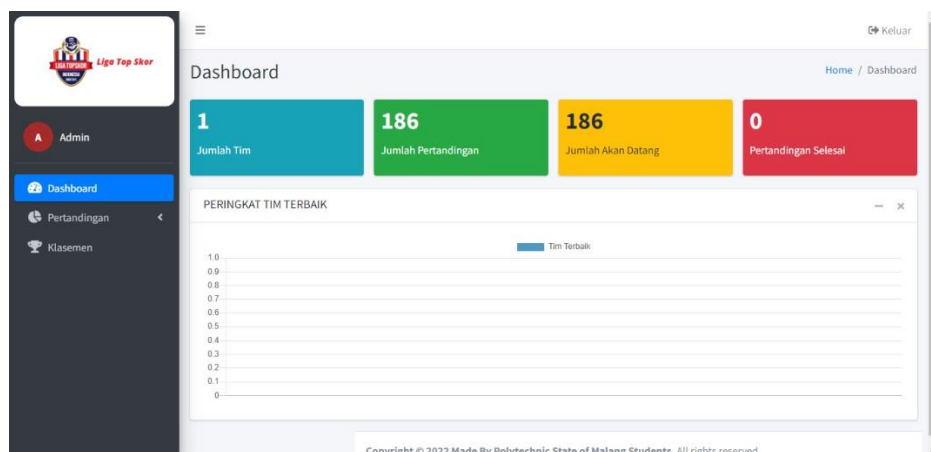 LIGA TOPSKOR
INDONESIA
Liga Top Skor
Keluar
Dashboard
Home / Dashboard
A Admin
1
Jumlah Tim
186
Jumlah Pertandingan
186
Jumlah Akan Datang
0
Pertandingan Selesai
Dashboard
Pertandingan
Klasemen
PERINGKAT TIM TERBAIK
Tim Terbaik
1.0
0.9
0.8
0.7
0.6
0.5
0.4
0.3
0.2
0.1
0
Copyright © 2022 Made By Polytechnic State of Malang Students. All rights reserved.